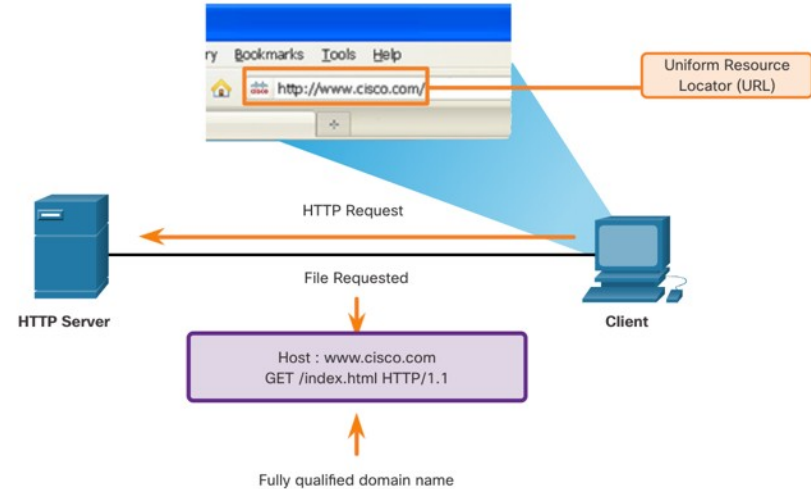 ry Bookmarks Tools Help
http://www.cisco.com/
Uniform Resource
Locator (URL)
HTTP Request
File Requested
HTTP Server
Client
Host : www.cisco.com
GET /index.html HTTP/1.1
Fully qualified domain name